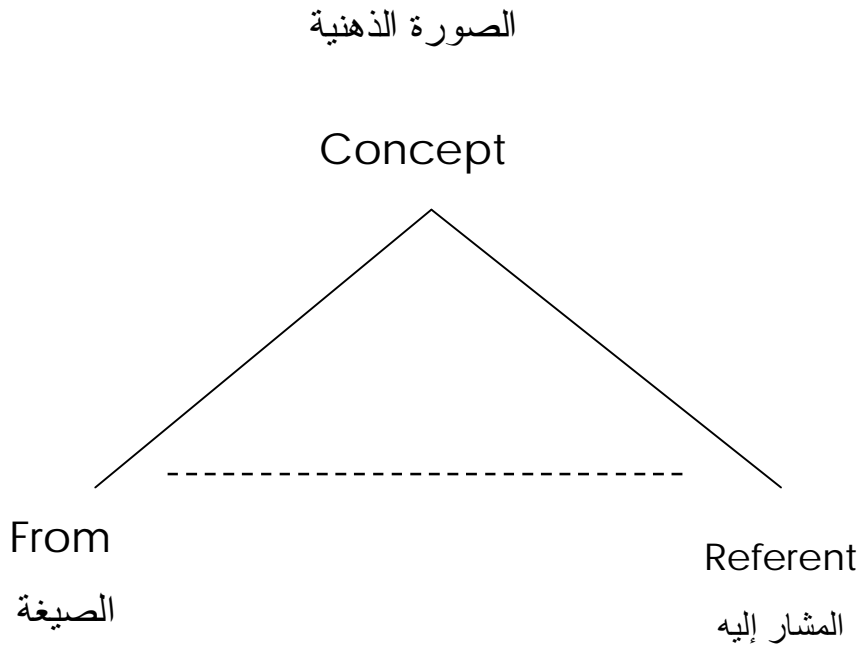 الصورة الذهنية
Concept
From
Referent
الصيغة
المشار إليه